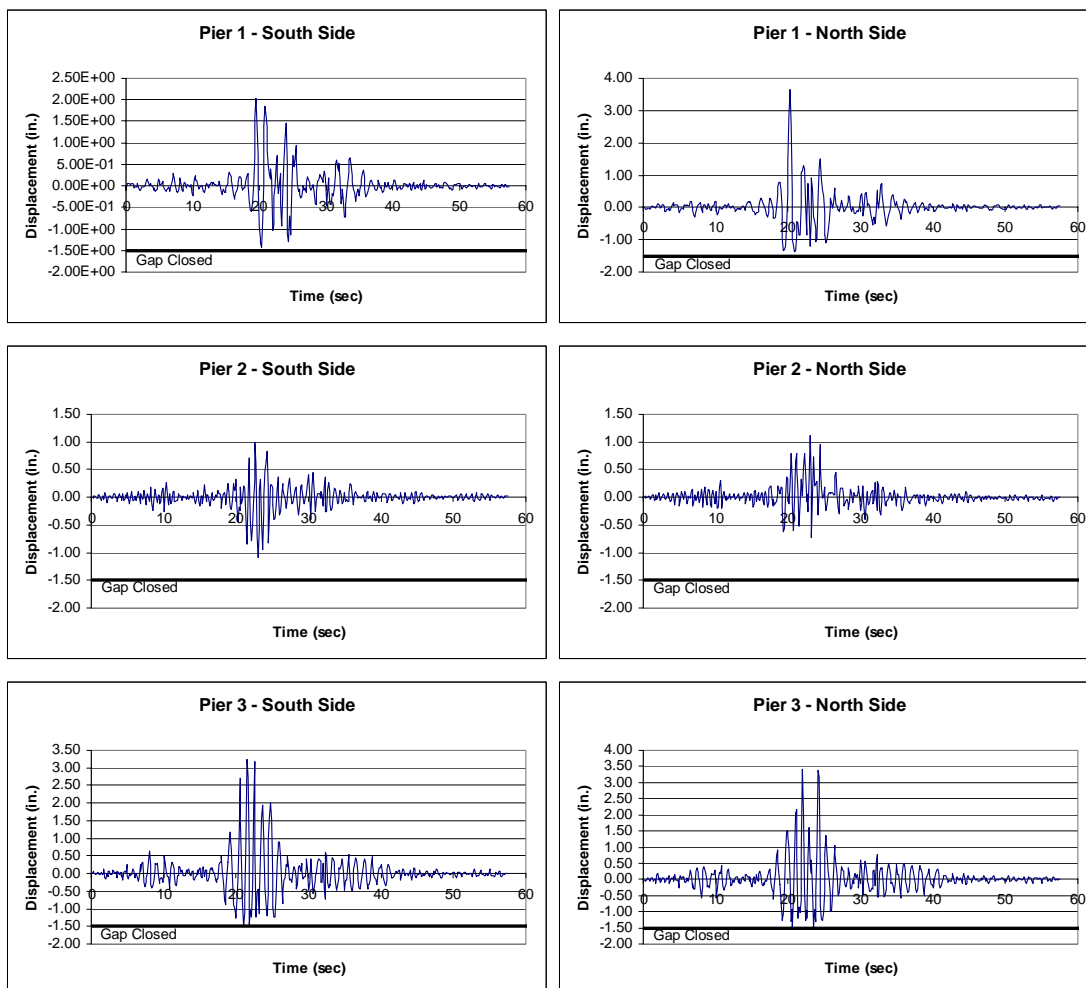 Pier 1 - South Side
2.50E+00
2.00E+00
1.50E+00
1.00E+00
5.00E-01
0.00E+00
-5.00E-01
-1.00E+00
-1.50E+00
-2.00E+00
0 10 20 30 40 50 60
Displacement (in.)
Gap Closed
Time (sec)
Pier 1 - North Side
4.00
3.00
2.00
1.00
0.00
-1.00
-2.00
0 10 20 30 40 50 60
Displacement (in.)
Gap Closed
Time (sec)
Pier 2 - South Side
1.50
1.00
0.50
0.00
-0.50
-1.00
-1.50
-2.00
0 10 20 30 40 50 60
Displacement (in.)
Gap Closed
Time (sec)
Pier 2 - North Side
1.50
1.00
0.50
0.00
-0.50
-1.00
-1.50
-2.00
0 10 20 30 40 50 60
Displacement (in.)
Gap Closed
Time (sec)
Pier 3 - South Side
3.50
3.00
2.50
2.00
1.50
1.00
0.50
0.00
-0.50
-1.00
-1.50
-2.00
0 10 20 30 40 50 60
Displacement (in.)
Gap Closed
Time (sec)
Pier 3 - North Side
4.00
3.50
3.00
2.50
2.00
1.50
1.00
0.50
0.00
-0.50
-1.00
-1.50
-2.00
0 10 20 30 40 50 60
Displacement (in.)
Gap Closed
Time (sec)